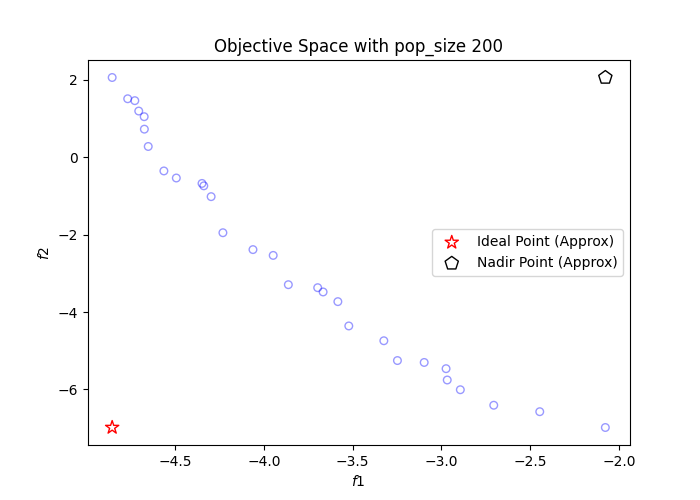 Objective Space with pop_size 200
f2
2
0
−2
−4
−6
Ideal Point (Approx)
Nadir Point (Approx)
−4.5 −4.0 −3.5 −3.0 −2.5 −2.0
f1